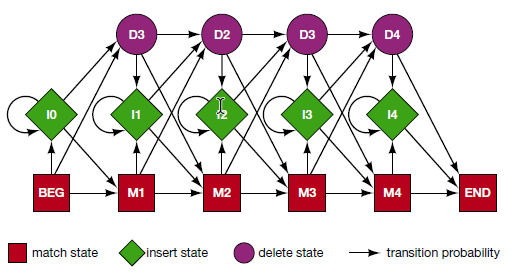 D3 D2 D3 D4
I0 I1 I2 I3 I4
BEG M1 M2 M3 M4 END
match state insert state delete state transition probability